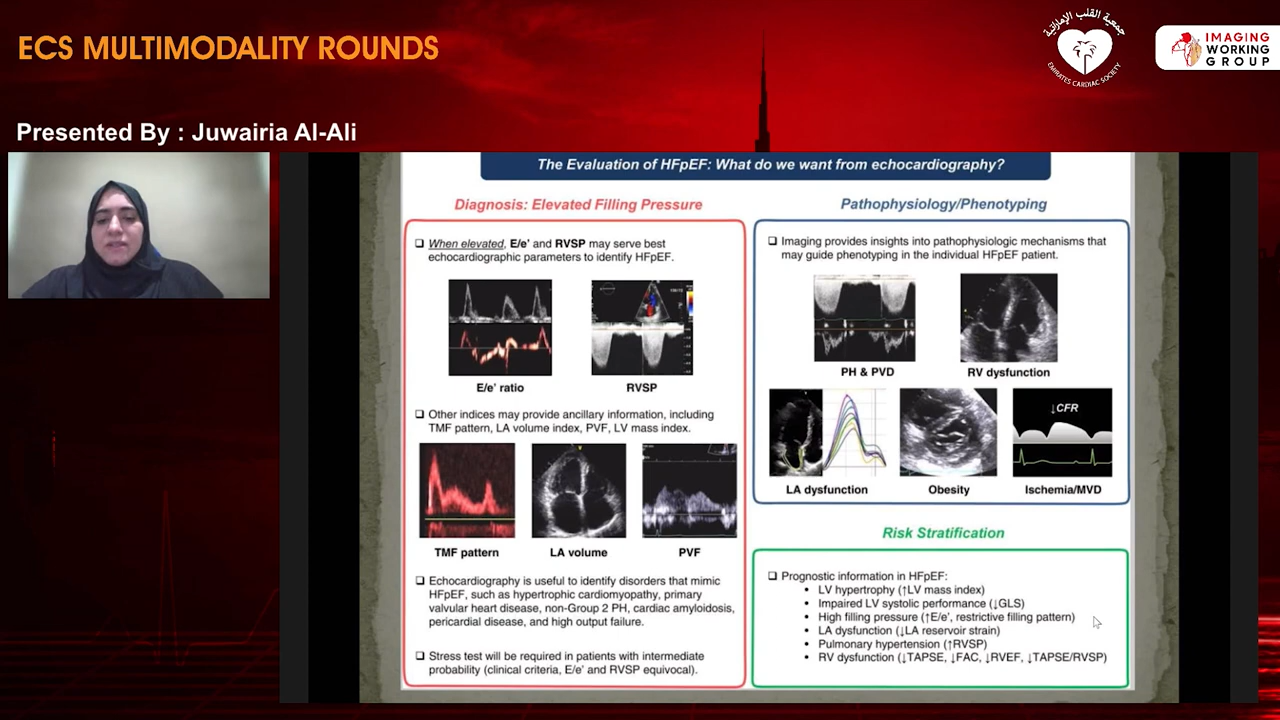 ECS MULTIMODALITY ROUNDS
جمعية القلب الإماراتية
EMIRATES CARDIAC SOCIETY
IMAGING
WORKING
GROUP
Presented By : Juwairia Al-Ali
The Evaluation of HFpEF: What do we want from echocardiography?
Diagnosis: Elevated Filling Pressure
❑ When elevated, E/e' and RVSP may serve best
echocardiographic parameters to identify HFpEF.
E/e' ratio
RVSP
❑ Other indices may provide ancillary information, including
TMF pattern, LA volume index, PVF, LV mass index.
TMF pattern
LA volume
PVF
❑ Echocardiography is useful to identify disorders that mimic
HFpEF, such as hypertrophic cardiomyopathy, primary
valvular heart disease, non-Group 2 PH, cardiac amyloidosis,
pericardial disease, and high output failure.
❑ Stress test will be required in patients with intermediate
probability (clinical criteria, E/e' and RVSP equivocal).
Pathophysiology/Phenotyping
❑ Imaging provides insights into pathophysiologic mechanisms that
may guide phenotyping in the individual HFpEF patient.
PH & PVD
RV dysfunction
↓CFR
LA dysfunction
Obesity
Ischemia/MVD
Risk Stratification
❑ Prognostic information in HFpEF:
• LV hypertrophy (↑LV mass index)
• Impaired LV systolic performance (↓GLS)
• High filling pressure (↑E/e', restrictive filling pattern)
• LA dysfunction (↓LA reservoir strain)
• Pulmonary hypertension (↑RVSP)
• RV dysfunction (↓TAPSE, ↓FAC, ↓RVEF, ↓TAPSE/RVSP)